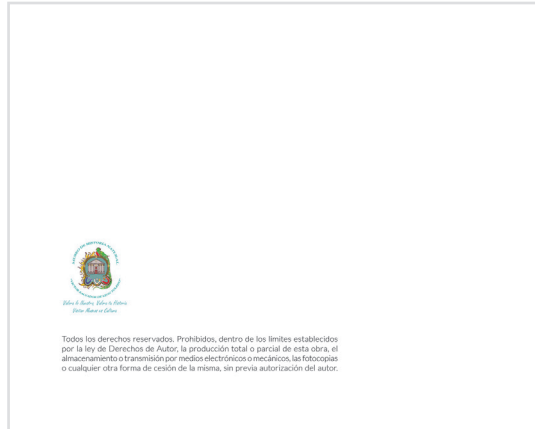 Todos los derechos reservados. Prohibidos, dentro de los límites establecidos
por la ley de Derechos de Autor, la producción total o parcial de esta obra, el
almacenamiento o transmisión por medios electrónicos o mecánicos, las fotocopias
o cualquier otra forma de cesión de la misma, sin previa autorización del autor.